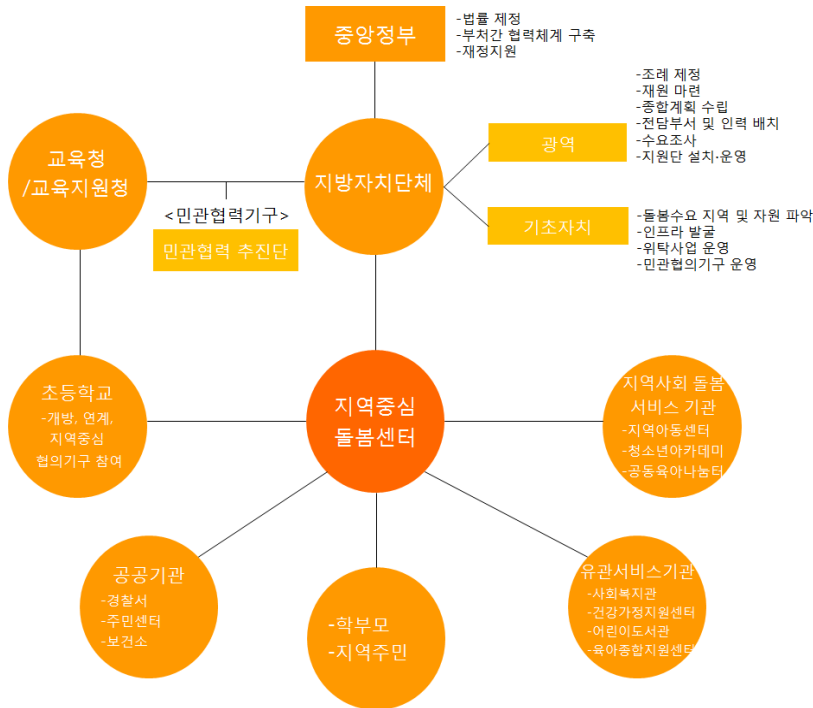 중앙정부
-법률 제정
-부처간 협력체계 구축
-재정지원
교육청
/교육지원청
<민관협력기구>
민관협력 추진단
지방자치단체
광역
-조례 제정
-재원 마련
-종합계획 수립
-전담부서 및 인력 배치
-수요조사
-지원단 설치·운영
기초자치
-돌봄수요 지역 및 자원 파악
-인프라 발굴
-위탁사업 운영
-민관협의기구 운영
초등학교
-개방, 연계,
지역중심
협의기구 참여
지역중심
돌봄센터
지역사회 돌봄
서비스 기관
-지역아동센터
-청소년아카데미
-공동육아나눔터
공공기관
-경찰서
-주민센터
-보건소
-학부모
-지역주민
유관서비스기관
-사회복지관
-건강가정지원센터
-어린이도서관
-육아종합지원센터